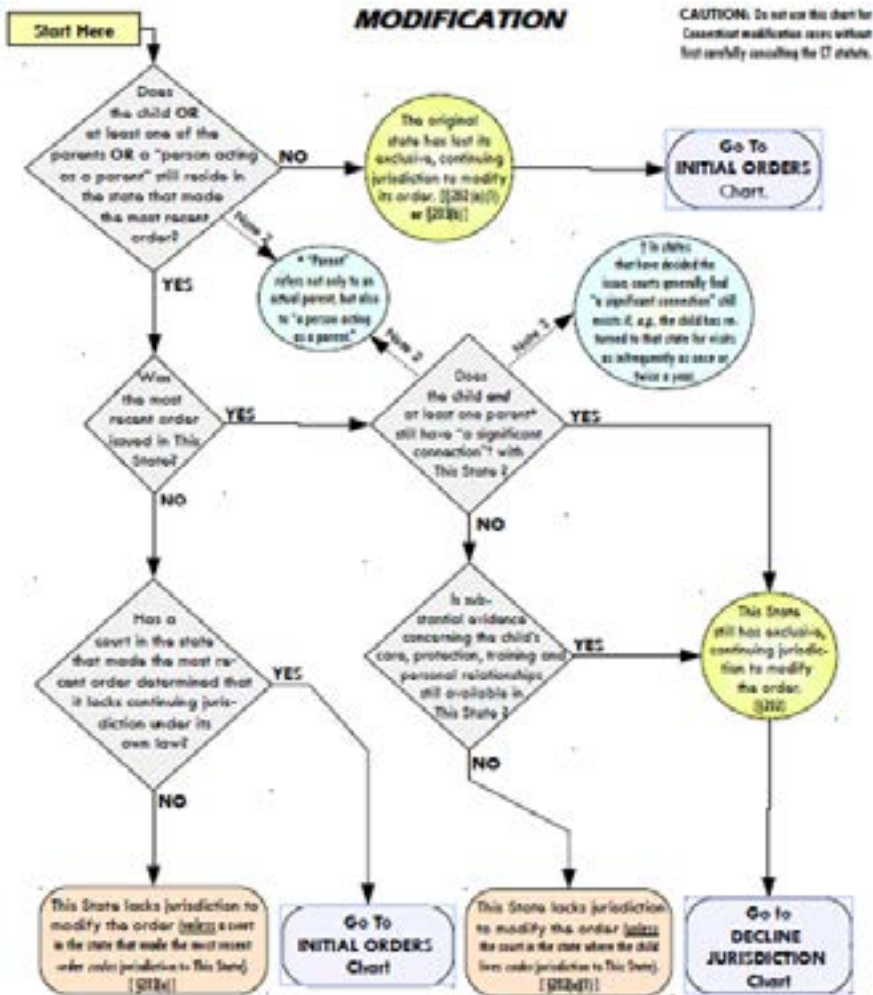 MODIFICATION
CAUTION: Do not use this chart for
Connecticut modification cases without
first carefully consulting the CT statute.
Start Here
Does
the child OR
at least one of the
parents OR a "person acting
as a parent" still reside in
the state that made
the most recent
order?
NO
The original
state has lost its
exclusive, continuing
jurisdiction to modify
its order.
Go To
INITIAL ORDERS
Chart.
YES
Note 2
* "Parent"
refers not only to an
actual parent, but also
to "a person acting
as a parent."
Note 2
Note 3
† In states
that have decided the
issue, courts generally find
"a significant connection" still
exists if, e.g., the child has re-
turned to that state for visits
as infrequently as once or
twice a year.
Was
the most
recent order
issued in This
State?
YES
Does
the child and
at least one parent*
still have "a significant
connection"† with
This State ?
YES
NO
NO
Has a
court in the state
that made the most re-
cent order determined that
it lacks continuing juris-
diction under its
own law?
YES
Is sub-
stantial evidence
concerning the child's
care, protection, training and
personal relationships
still available in
This State ?
YES
This State
still has exclusive,
continuing jurisdic-
tion to modify
the order.
[§202]
NO
NO
This State lacks jurisdiction to
modify the order (unless a court
in the state that made the most recent
order cedes jurisdiction to This State).
[ §203(a) ]
Go To
INITIAL ORDERS
Chart
This State lacks jurisdiction
to modify the order (unless
the court in the state where the child
lives cedes jurisdiction to This State).
[ §202(a)(1) ]
Go to
DECLINE
JURISDICTION
Chart